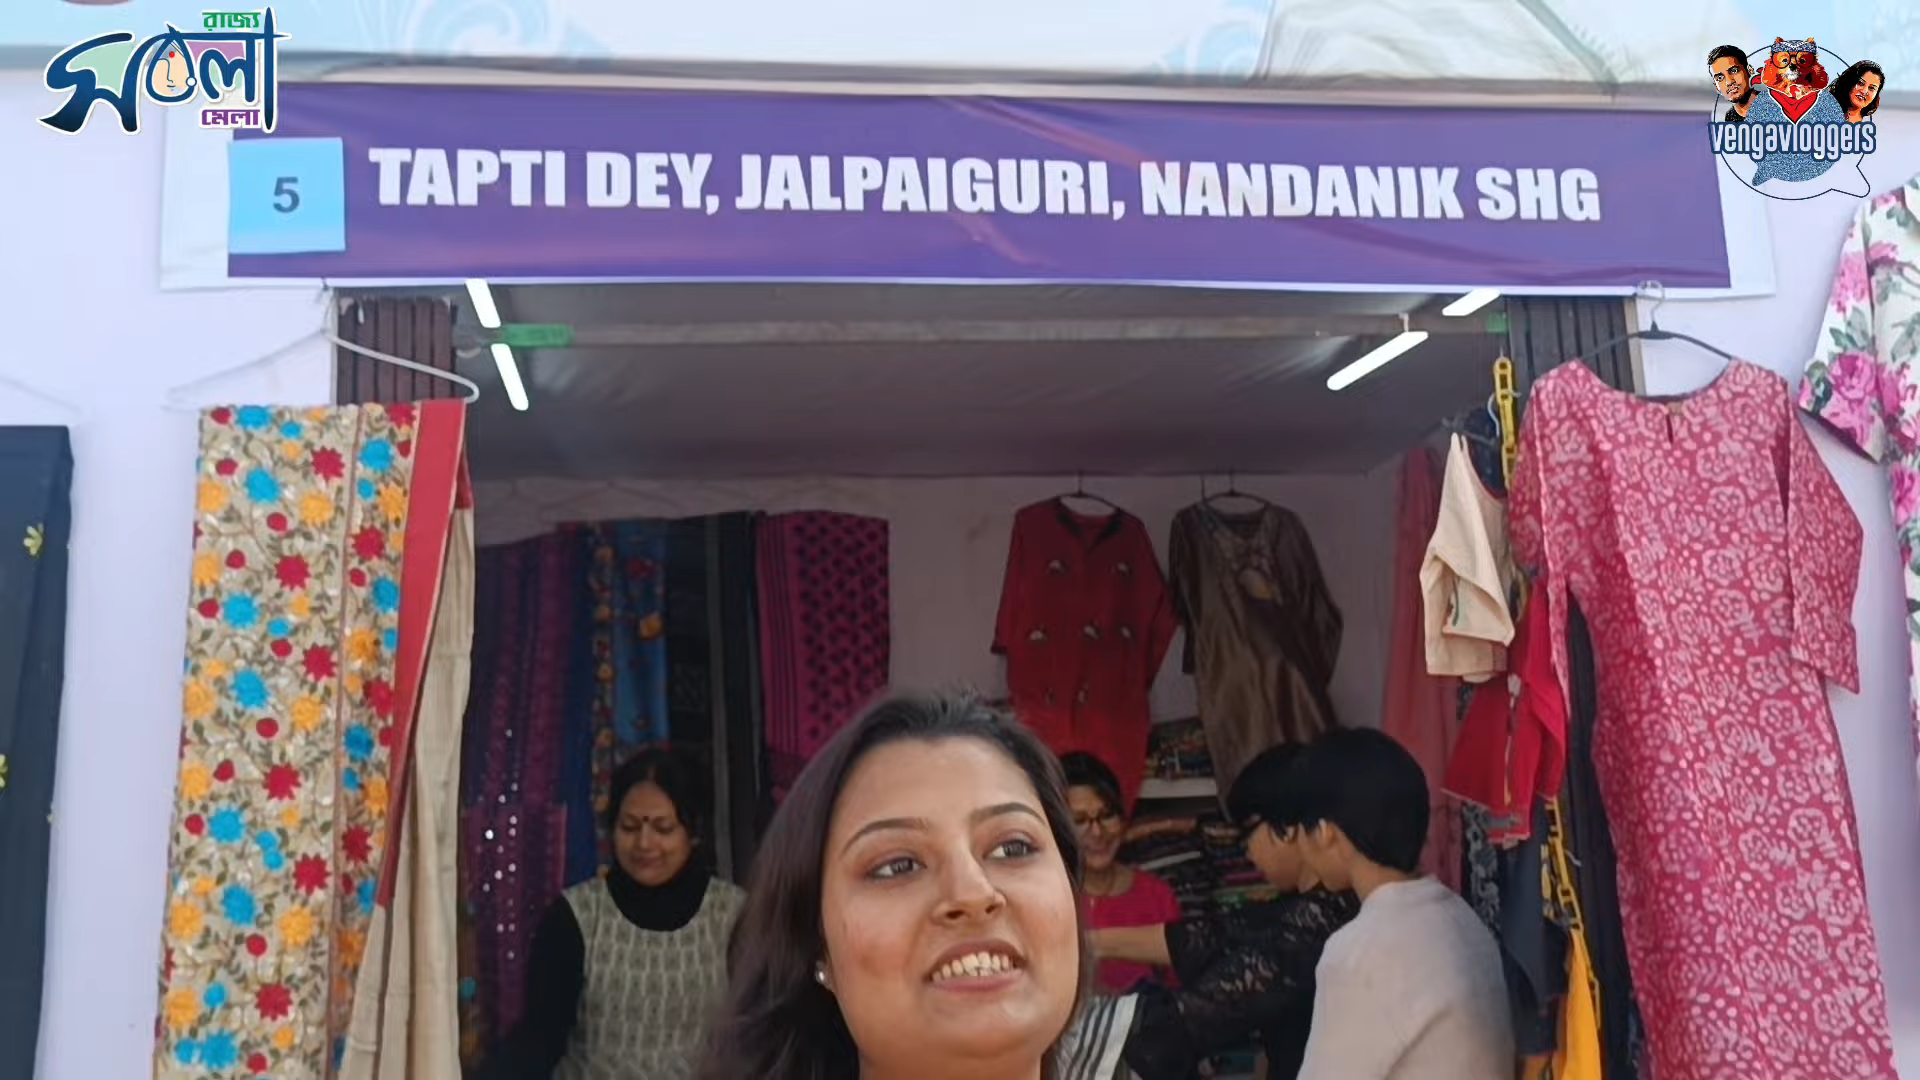 রাজ্য
সবলা
মেলা
vengavloggers
5
TAPTI DEY, JALPAIGURI, NANDANIK SHG